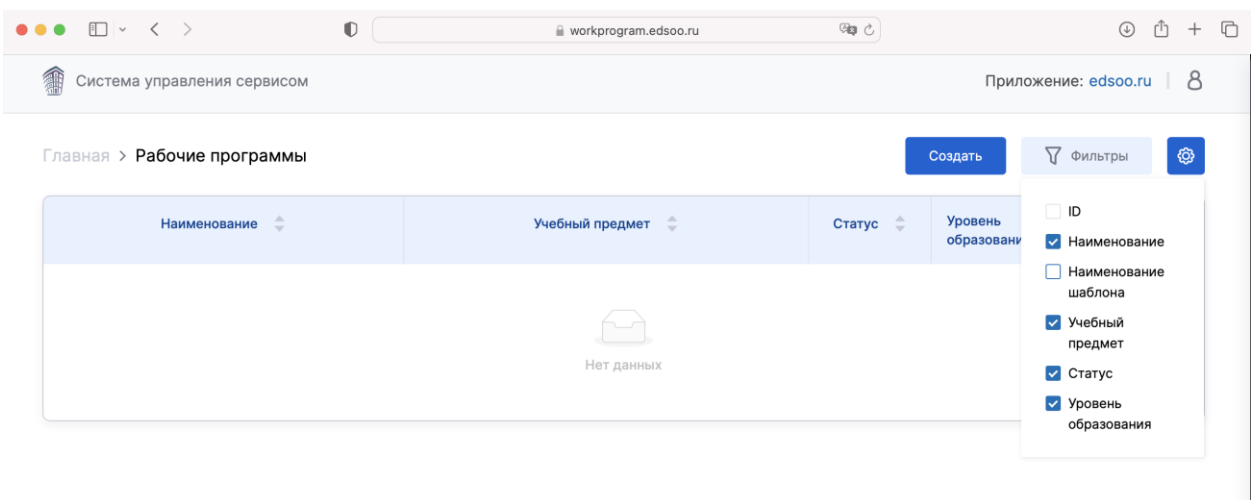 workprogram.edsoo.ru
Система управления сервисом
Приложение: edsoo.ru
Главная > Рабочие программы
Создать
Фильтры
Наименование
Учебный предмет
Статус
Уровень
образовани
ID
Наименование
Наименование
шаблона
Учебный
предмет
Статус
Уровень
образования
Нет данных